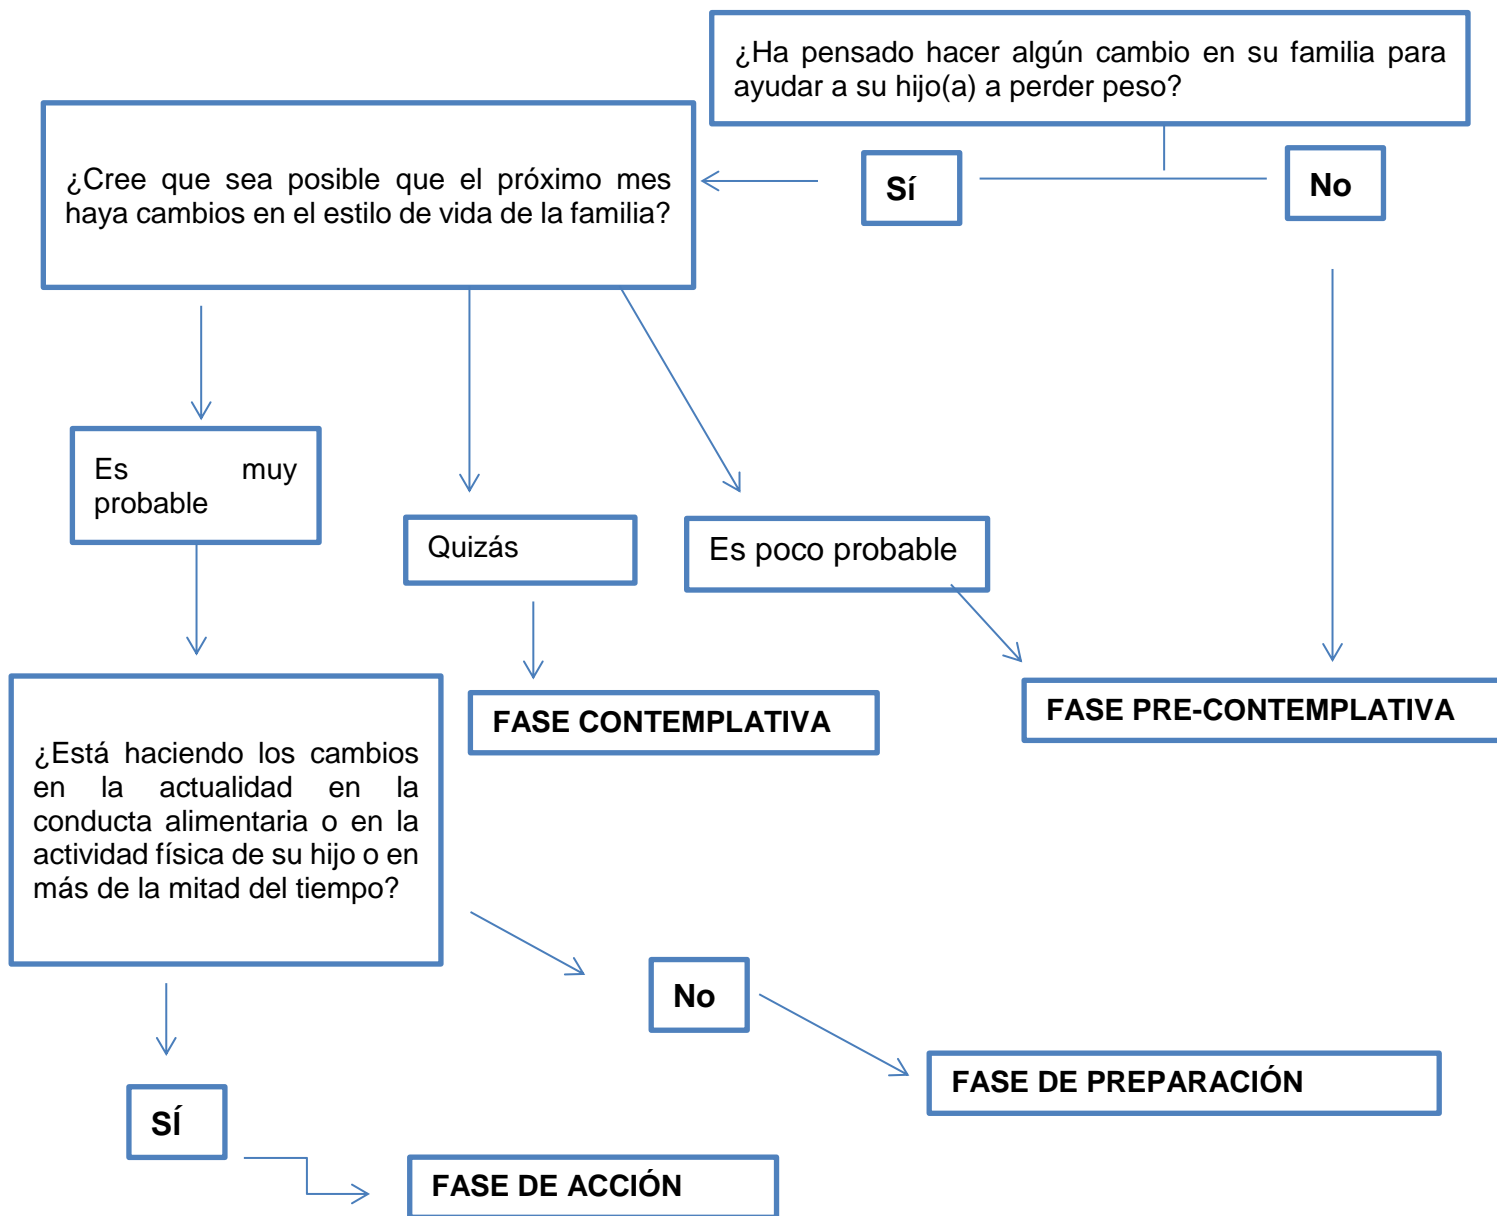 ¿Ha pensado hacer algún cambio en su familia para
ayudar a su hijo(a) a perder peso?
¿Cree que sea posible que el próximo mes
haya cambios en el estilo de vida de la familia?
Sí
No
Es muy
probable
Quizás
Es poco probable
FASE CONTEMPLATIVA
FASE PRE-CONTEMPLATIVA
¿Está haciendo los cambios
en la actualidad en la
conducta alimentaria o en la
actividad física de su hijo o en
más de la mitad del tiempo?
No
FASE DE PREPARACIÓN
SÍ
FASE DE ACCIÓN